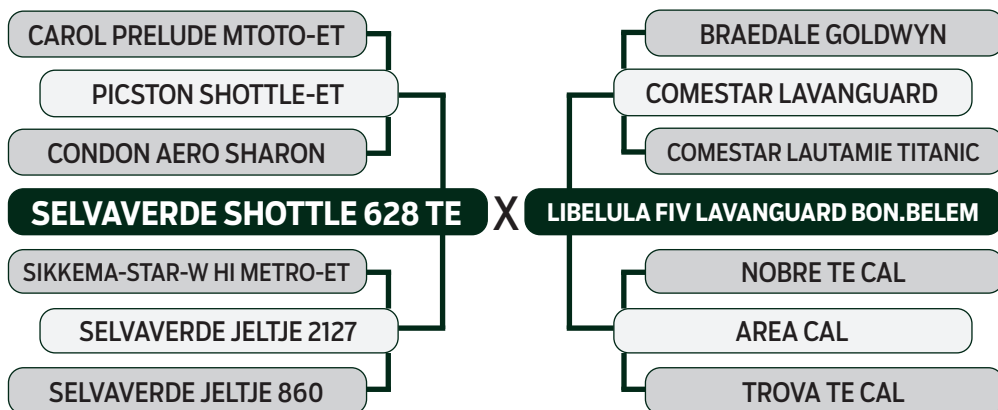 CAROL PRELUDE MTOTO-ET
PICSTON SHOTTLE-ET
CONDON AERO SHARON
SELVAVERDE SHOTTLE 628 TE
SIKKEMA-STAR-W HI METRO-ET
SELVAVERDE JELTJE 2127
SELVAVERDE JELTJE 860
X
BRAEDALE GOLDWYN
COMESTAR LAVANGUARD
COMESTAR LAUTAMIE TITANIC
LIBELULA FIV LAVANGUARD BON.BELEM
NOBRE TE CAL
AREA CAL
TROVA TE CAL